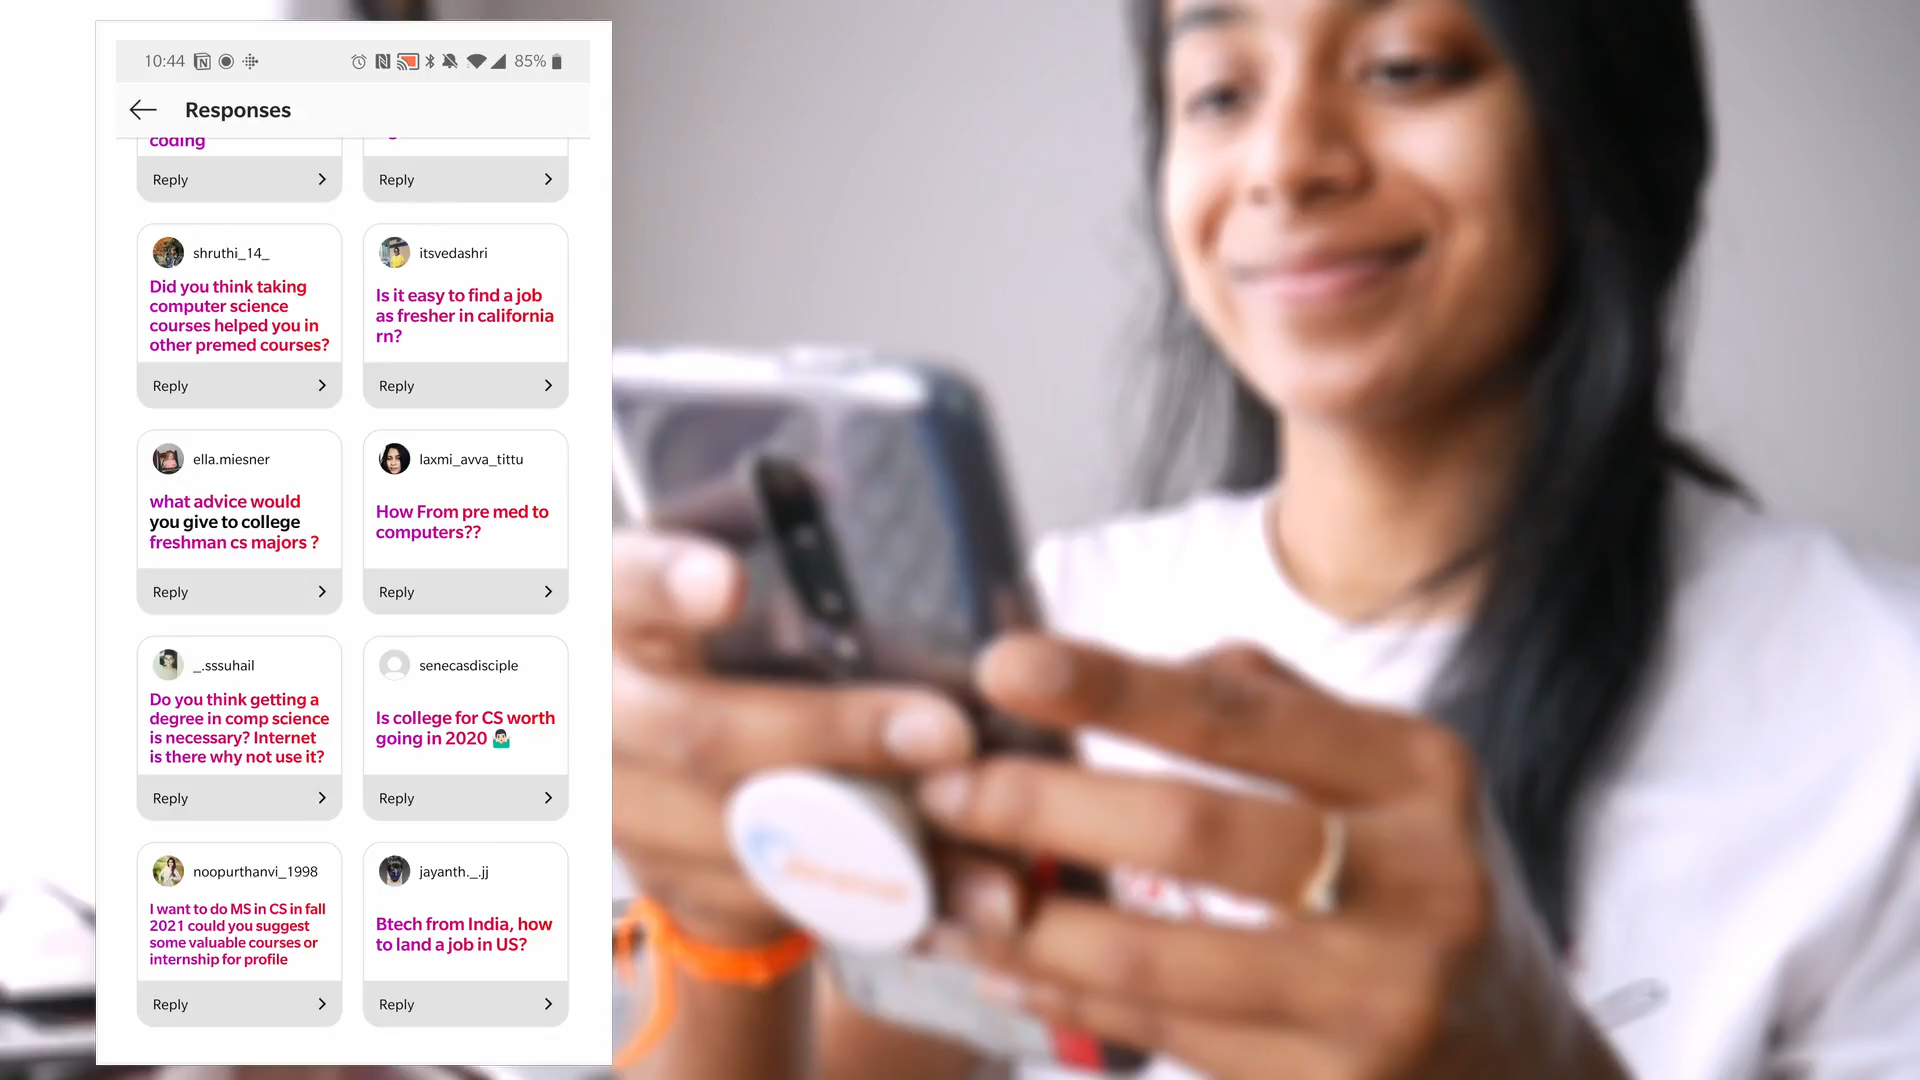 10:44
85%
Responses
coding
Reply
Reply
shruthi_14_
Did you think taking
computer science
courses helped you in
other premed courses?
Reply
itsvedashri
Is it easy to find a job
as fresher in california
rn?
Reply
ella.miesner
what advice would
you give to college
freshman cs majors ?
Reply
laxmi_avva_tittu
How From pre med to
computers??
Reply
_.sssuhail
Do you think getting a
degree in comp science
is necessary? Internet
is there why not use it?
Reply
senecasdisciple
Is college for CS worth
going in 2020 🤷🏻‍♂️
Reply
noopurthanvi_1998
I want to do MS in CS in fall
2021 could you suggest
some valuable courses or
internship for profile
Reply
jayanth._.jj
Btech from India, how
to land a job in US?
Reply